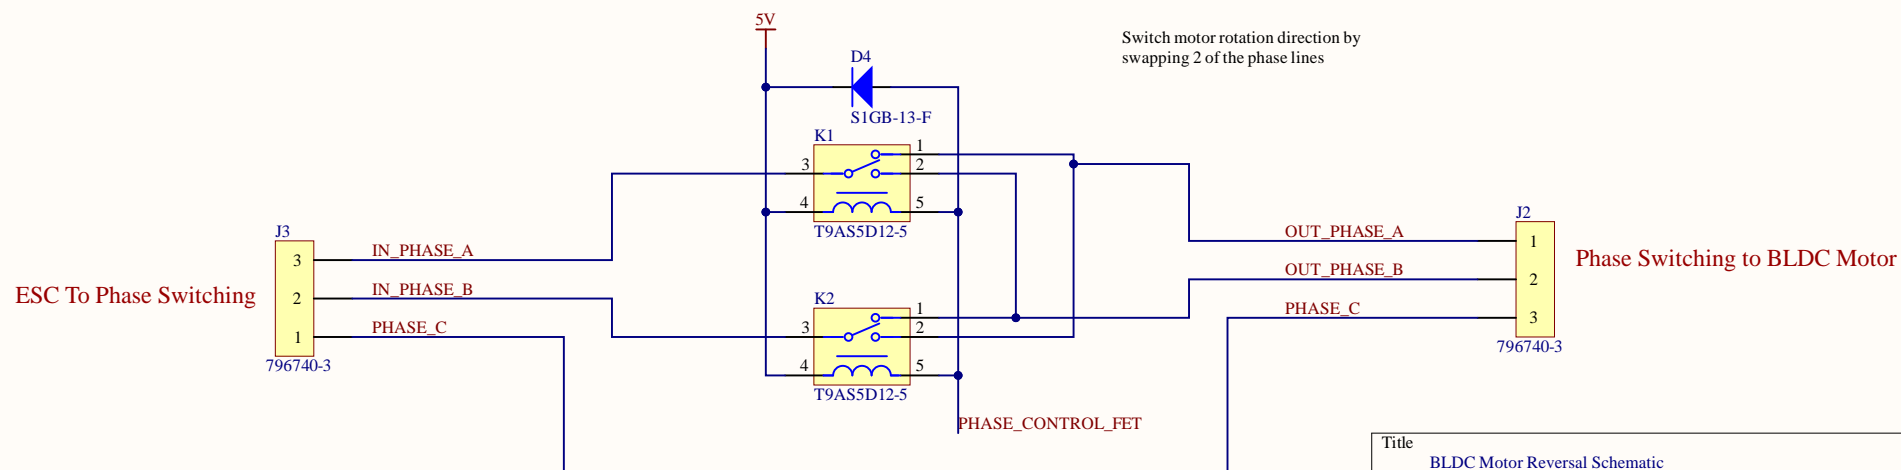 5V
Switch motor rotation direction by
swapping 2 of the phase lines
D4
S1GB-13-F
K1
1
3
2
4
5
T9AS5D12-5
J3
3
IN_PHASE_A
2
IN_PHASE_B
1
PHASE_C
796740-3
ESC To Phase Switching
K2
1
3
2
4
5
T9AS5D12-5
PHASE_CONTROL_FET
J2
OUT_PHASE_A
1
OUT_PHASE_B
2
PHASE_C
3
796740-3
Phase Switching to BLDC Motor
Title
BLDC Motor Reversal Schematic